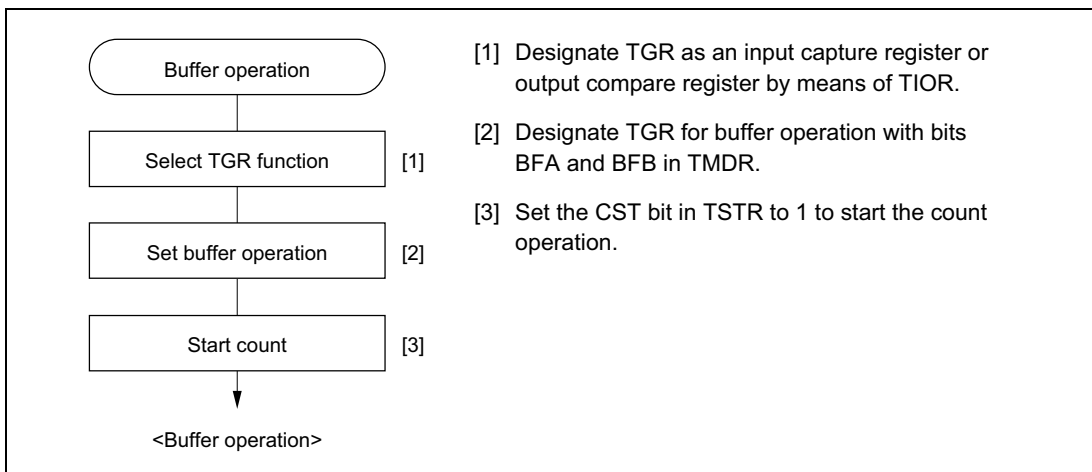 Buffer operation
Select TGR function
[1]
Set buffer operation
[2]
Start count
[3]
<Buffer operation>
[1] Designate TGR as an input capture register or
output compare register by means of TIOR.
[2] Designate TGR for buffer operation with bits
BFA and BFB in TMDR.
[3] Set the CST bit in TSTR to 1 to start the count
operation.